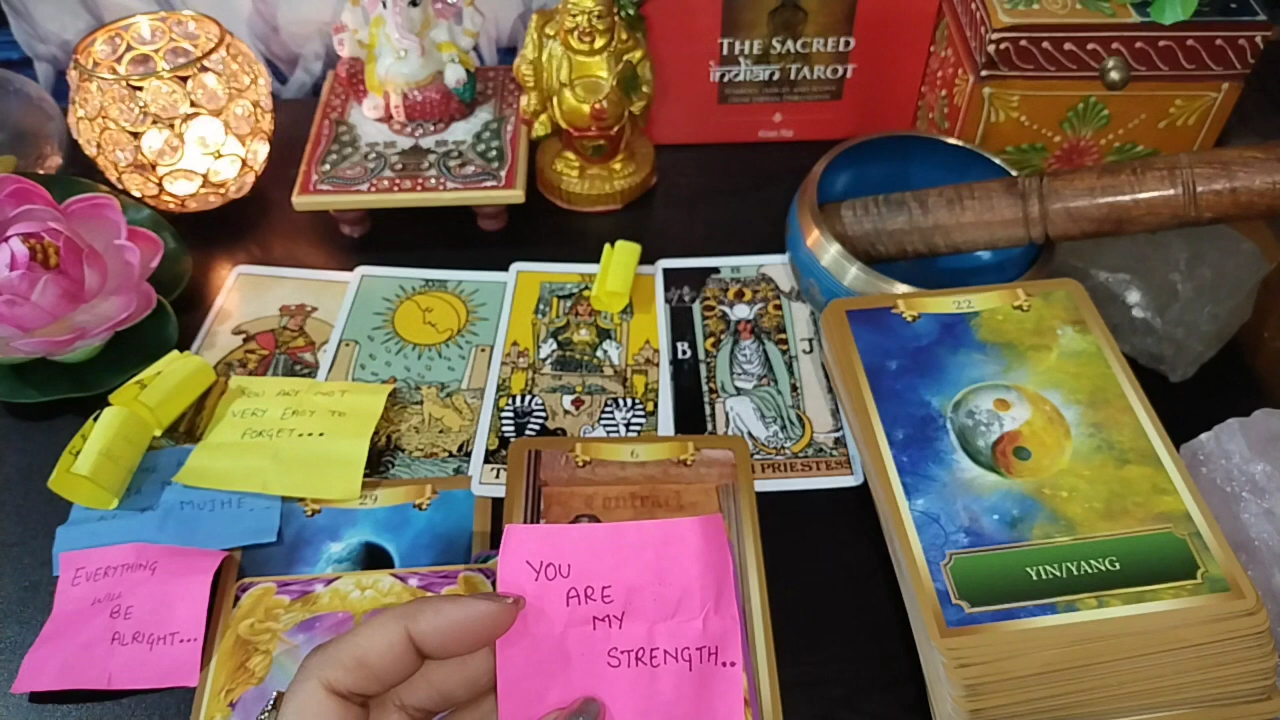 THE SACRED
indian TAROT
B
J
PRIESTESS
22
YIN/YANG
YOU ARE NOT
VERY EASY TO
FORGET...
29
6
Contract
MUJHE..
EVERYTHING
WILL
BE
ALRIGHT...
YOU
ARE
MY
STRENGTH..